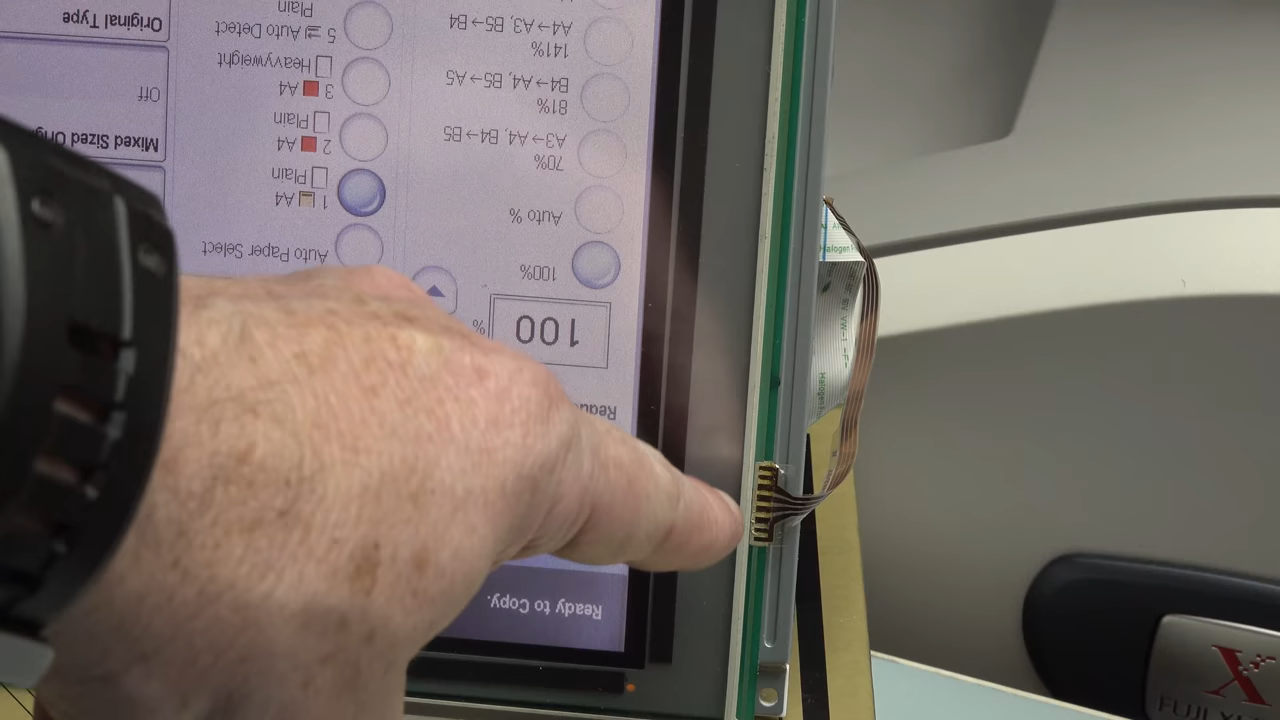 Ready to Copy.
100
%
100%
Auto %
70%
A3→A4, B4→B5
81%
B4→A4, B5→A5
141%
A4→A3, B5→B4
Auto Paper Select
1 A4
Plain
2 A4
Plain
3 A4
Heavyweight
5 Auto Detect
Plain
Mixed Sized
Off
Original Type
Halogen
VW-1
X